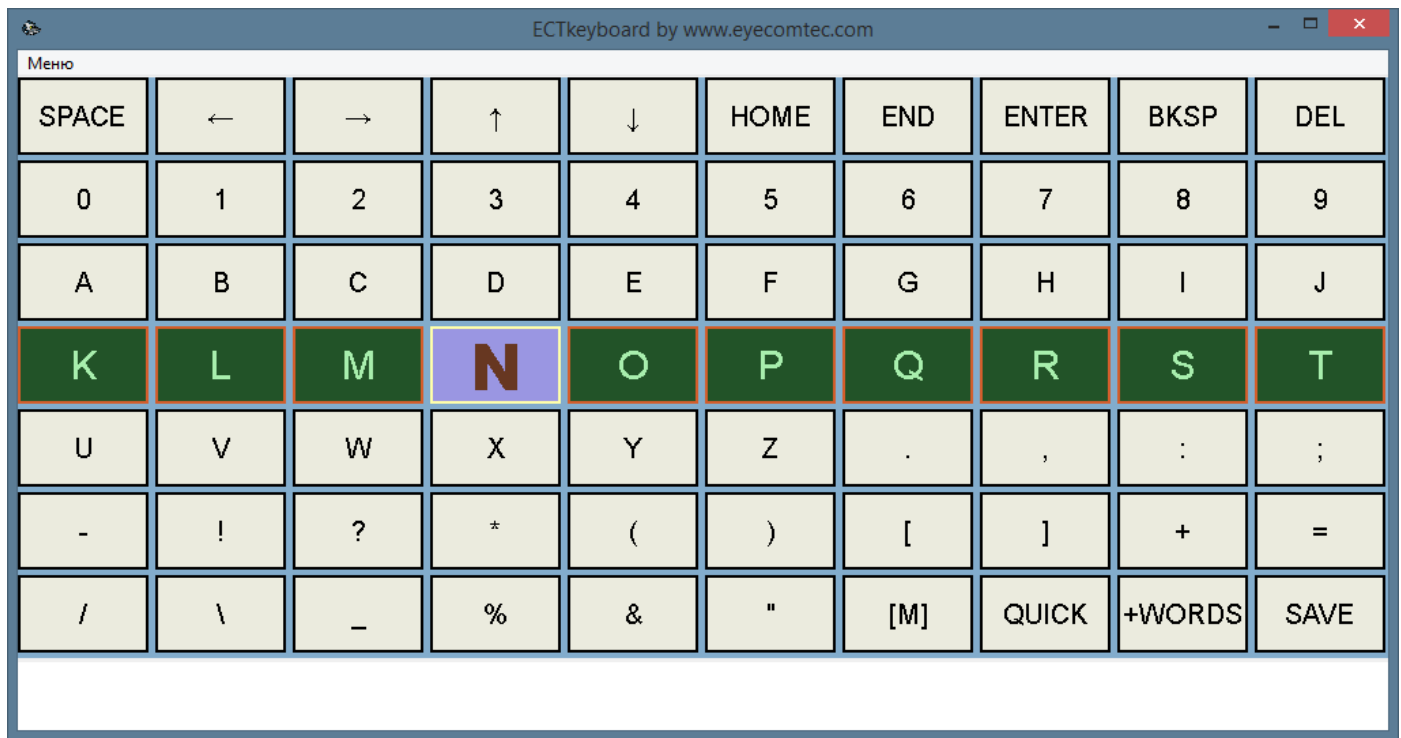 ECTkeyboard by www.eyecomtec.com
Меню
SPACE ← → ↑ ↓ HOME END ENTER BKSP DEL
0 1 2 3 4 5 6 7 8 9
A B C D E F G H I J
K L M N O P Q R S T
U V W X Y Z . , : ;
- ! ? * ( ) [ ] + =
/ \ _ % & " [M] QUICK +WORDS SAVE